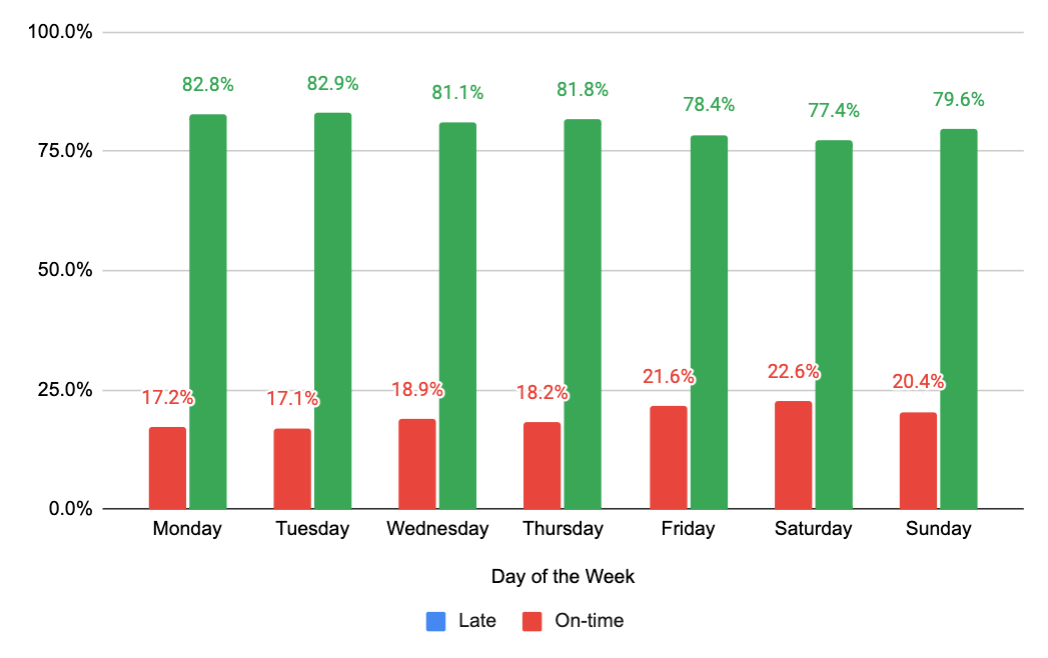 100.0%
82.8% 82.9% 81.1% 81.8% 78.4% 77.4% 79.6%
75.0%
50.0%
25.0%
17.2% 17.1% 18.9% 18.2% 21.6% 22.6% 20.4%
0.0%
Monday Tuesday Wednesday Thursday Friday Saturday Sunday
Day of the Week
Late On-time